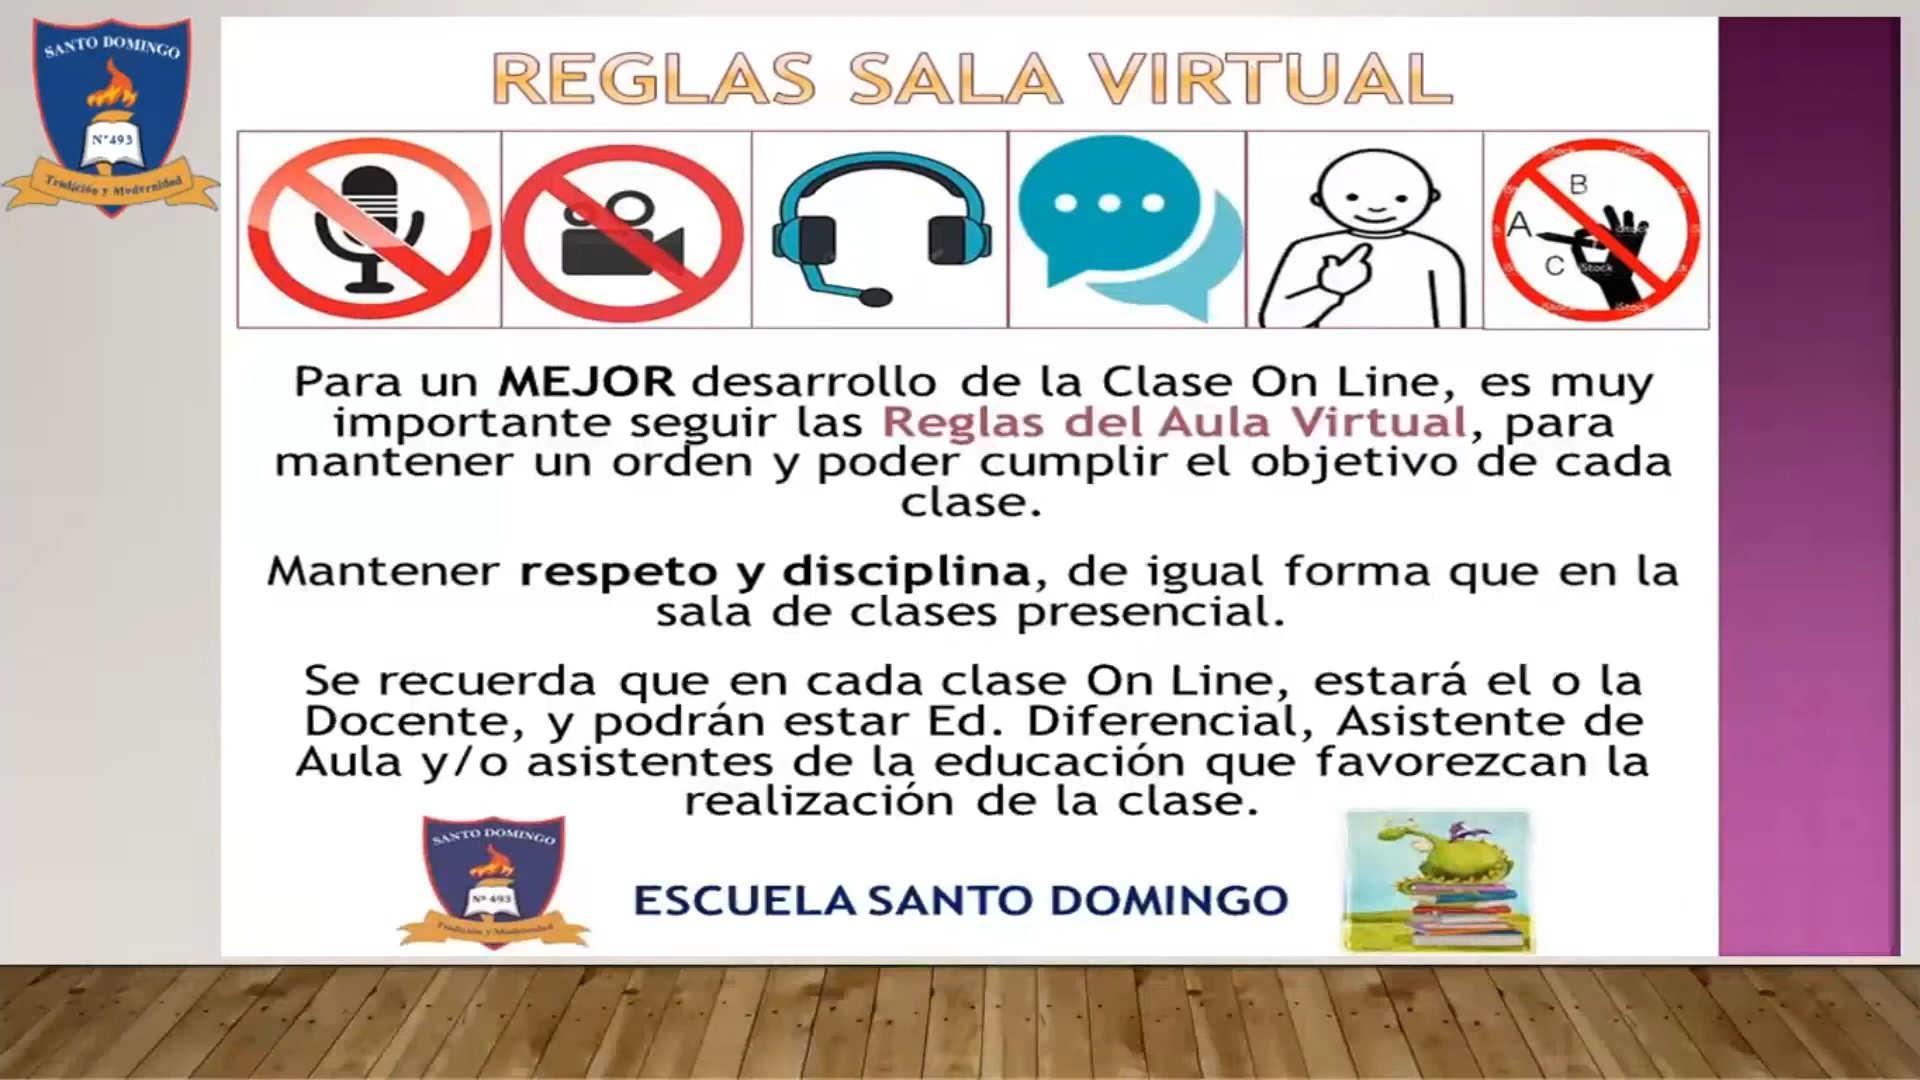 SANTO DOMINGO
N°493
Tradición y Modernidad
REGLAS SALA VIRTUAL
B
A
C
iStock
Para un MEJOR desarrollo de la Clase On Line, es muy
importante seguir las Reglas del Aula Virtual, para
mantener un orden y poder cumplir el objetivo de cada
clase.
Mantener respeto y disciplina, de igual forma que en la
sala de clases presencial.
Se recuerda que en cada clase On Line, estará el o la
Docente, y podrán estar Ed. Diferencial, Asistente de
Aula y/o asistentes de la educación que favorezcan la
realización de la clase.
SANTO DOMINGO
N° 493
Tradición y Modernidad
ESCUELA SANTO DOMINGO